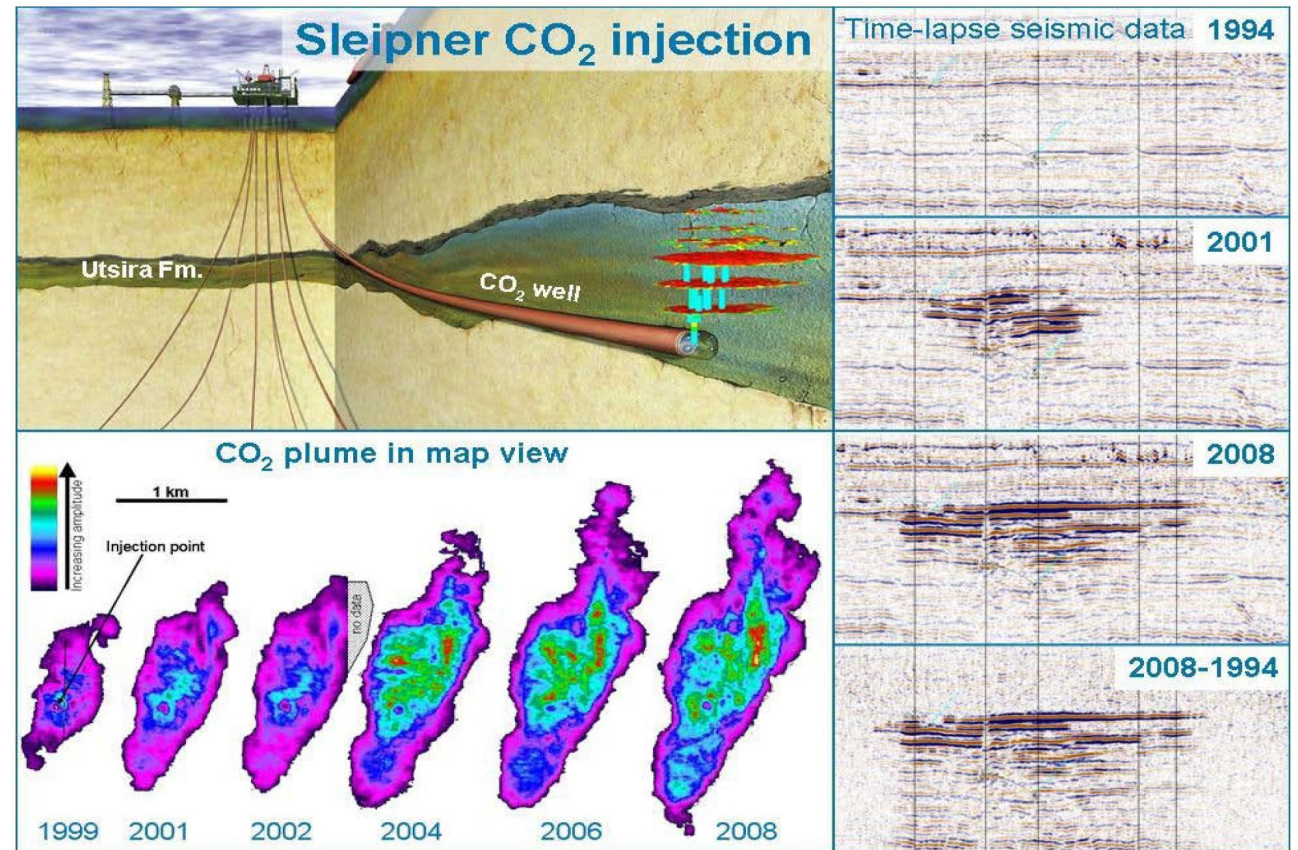 Sleipner CO₂ injection
Utsira Fm.
CO₂ well
Time-lapse seismic data 1994
2001
2008
2008-1994
CO₂ plume in map view
Increasing amplitude
1 km
Injection point
no data
1999 2001 2002 2004 2006 2008